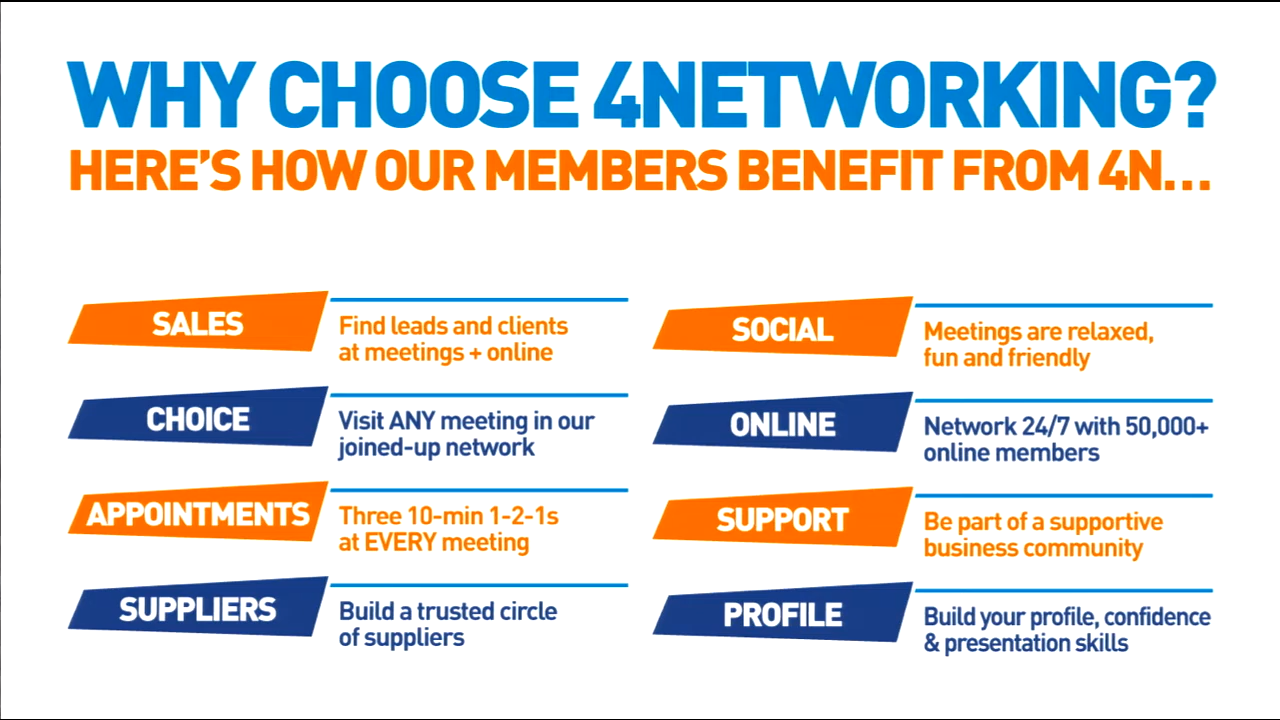 WHY CHOOSE 4NETWORKING?
HERE'S HOW OUR MEMBERS BENEFIT FROM 4N...
SALES
Find leads and clients
at meetings + online
CHOICE
Visit ANY meeting in our
joined-up network
APPOINTMENTS
Three 10-min 1-2-1s
at EVERY meeting
SUPPLIERS
Build a trusted circle
of suppliers
SOCIAL
Meetings are relaxed,
fun and friendly
ONLINE
Network 24/7 with 50,000+
online members
SUPPORT
Be part of a supportive
business community
PROFILE
Build your profile, confidence
& presentation skills